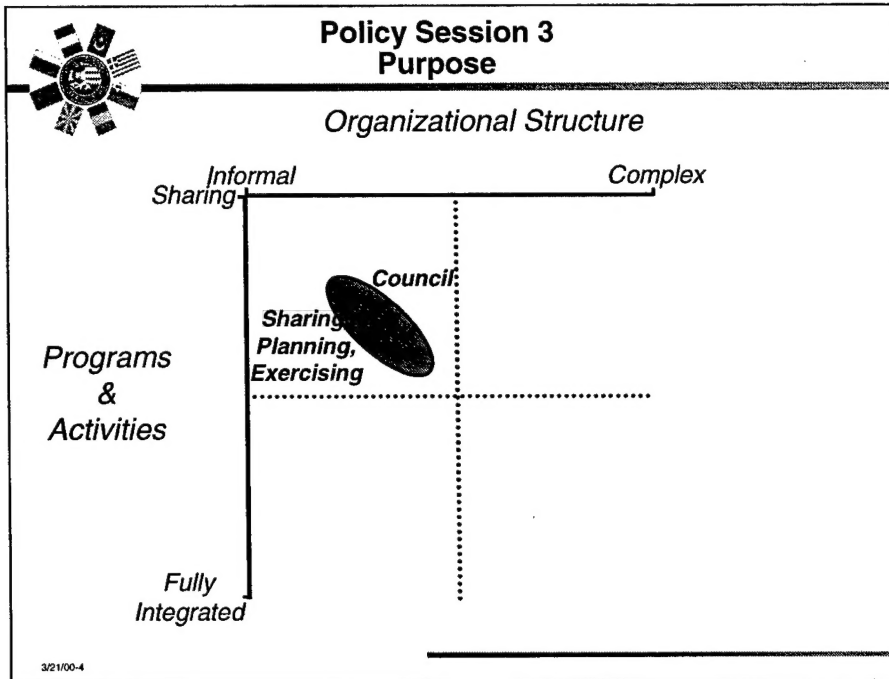 Policy Session 3
Purpose
Organizational Structure
Informal
Complex
Sharing
Council
Sharing
Planning,
Exercising
Programs
&
Activities
Fully
Integrated
3/21/00-4